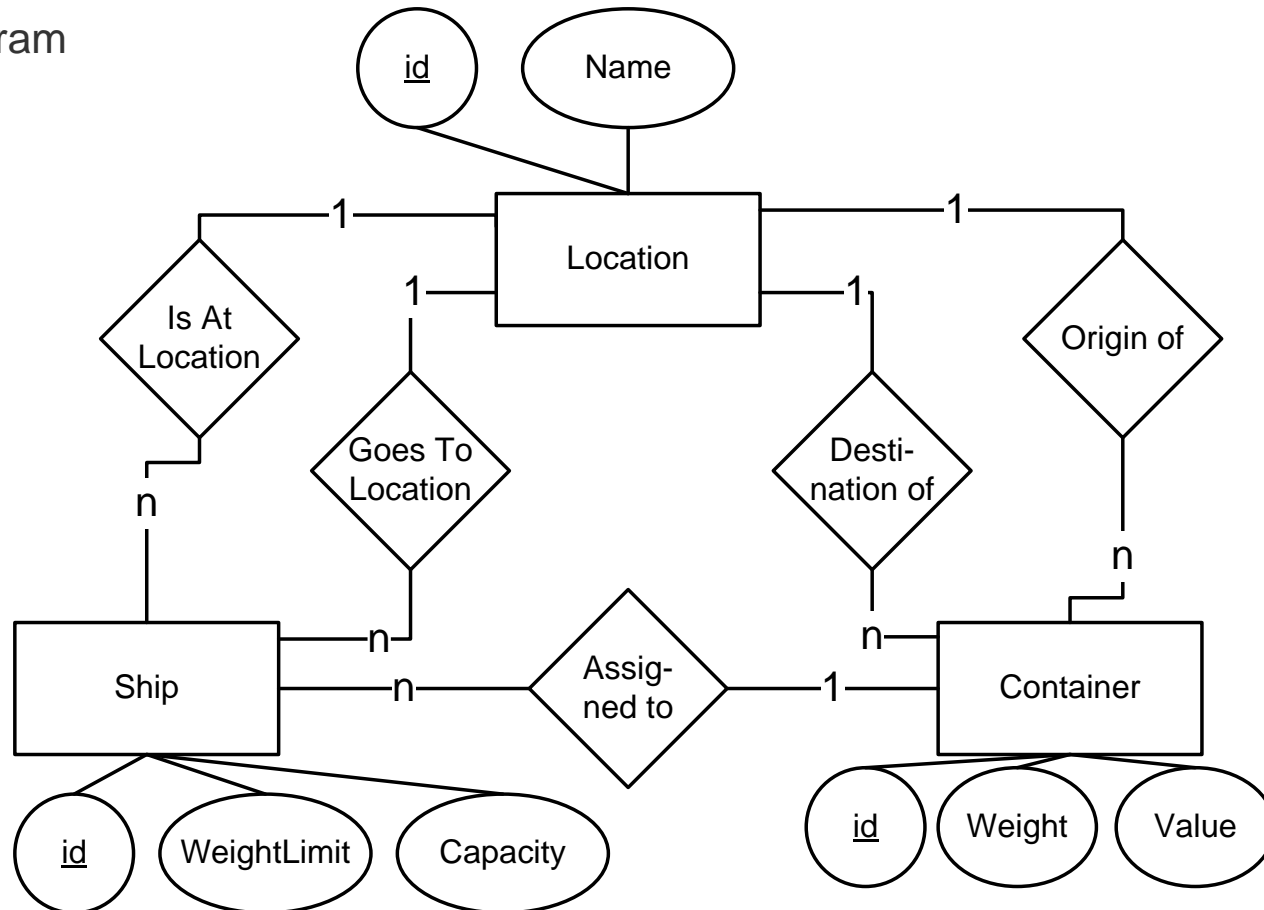 ram
id
Name
1
1
Location
Is At
Location
1
1
Origin of
Goes To
Location
Desti-
nation of
n
n
n
n
Ship
n
Assig-
ned to
1
Container
id
WeightLimit
Capacity
id
Weight
Value